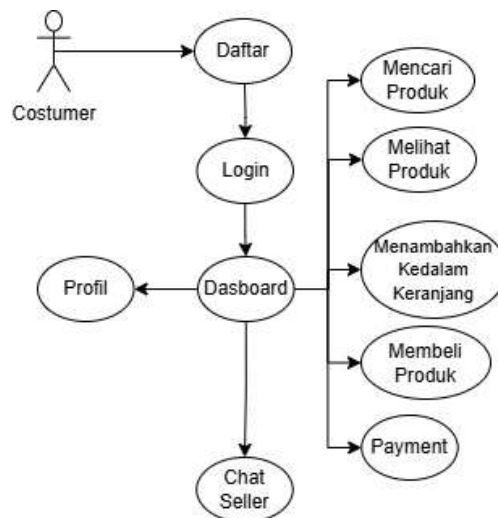 Costumer
Daftar
Login
Dasboard
Profil
Chat
Seller
Mencari
Produk
Melihat
Produk
Menambahkan
Kedalam
Keranjang
Membeli
Produk
Payment